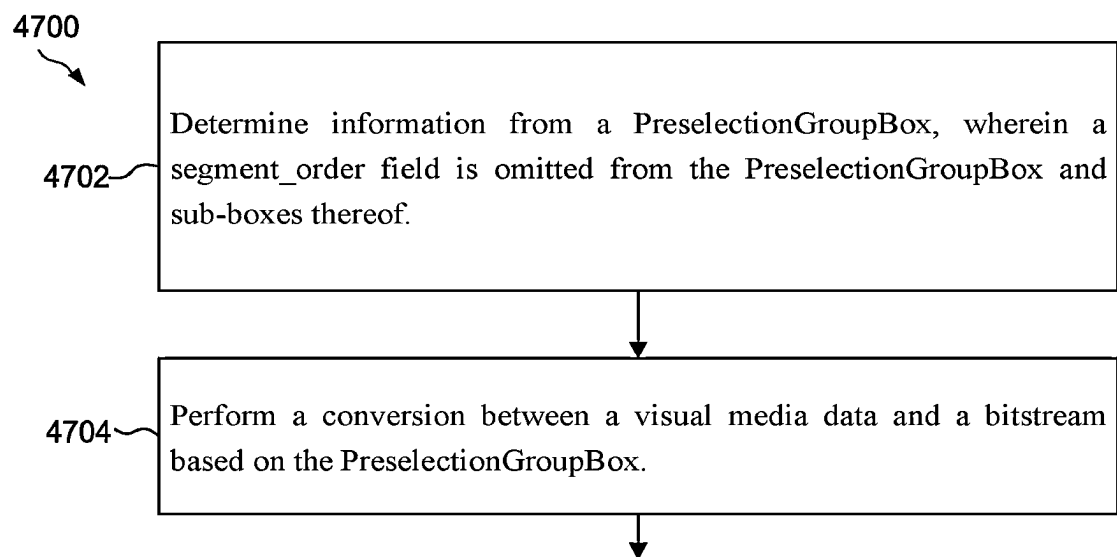 4700
Determine information from a PreselectionGroupBox, wherein a
4702
segment_order field is omitted from the PreselectionGroupBox and
sub-boxes thereof.
4704
Perform a conversion between a visual media data and a bitstream
based on the PreselectionGroupBox.